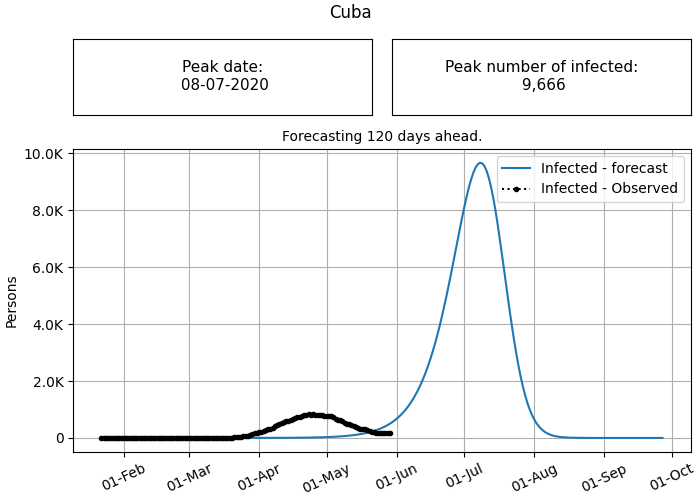 Cuba
Peak date:
08-07-2020
Peak number of infected:
9,666
Forecasting 120 days ahead.
Infected - forecast
Infected - Observed
Persons
10.0K
8.0K
6.0K
4.0K
2.0K
0
01-Feb
01-Mar
01-Apr
01-May
01-Jun
01-Jul
01-Aug
01-Sep
01-Oct